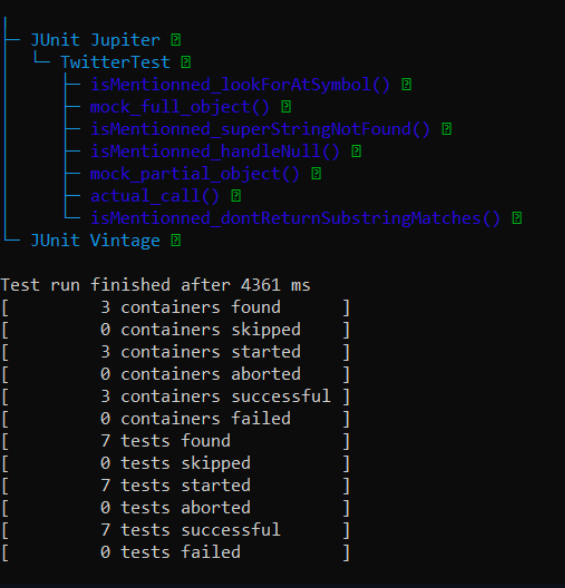 ├─ JUnit Jupiter ⍰
│  └─ TwitterTest ⍰
│     ├─ isMentionned_lookForAtSymbol() ⍰
│     ├─ mock_full_object() ⍰
│     ├─ isMentionned_superStringNotFound() ⍰
│     ├─ isMentionned_handleNull() ⍰
│     ├─ mock_partial_object() ⍰
│     ├─ actual_call() ⍰
│     └─ isMentionned_dontReturnSubstringMatches() ⍰
└─ JUnit Vintage ⍰
Test run finished after 4361 ms
[         3 containers found      ]
[         0 containers skipped    ]
[         3 containers started    ]
[         0 containers aborted    ]
[         3 containers successful ]
[         0 containers failed     ]
[         7 tests found           ]
[         0 tests skipped         ]
[         7 tests started         ]
[         0 tests aborted         ]
[         7 tests successful      ]
[         0 tests failed          ]